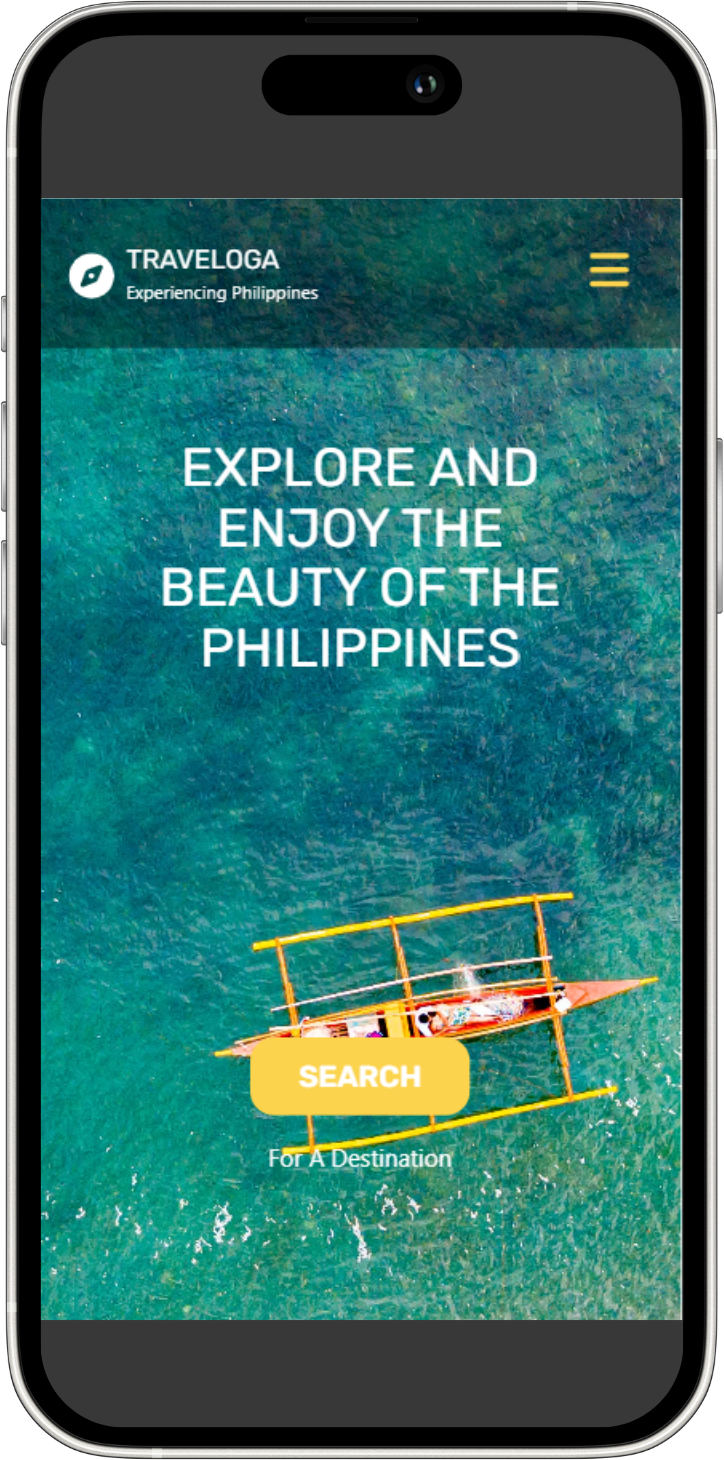 TRAVELOGA
Experiencing Philippines
EXPLORE AND
ENJOY THE
BEAUTY OF THE
PHILIPPINES
SEARCH
For A Destination